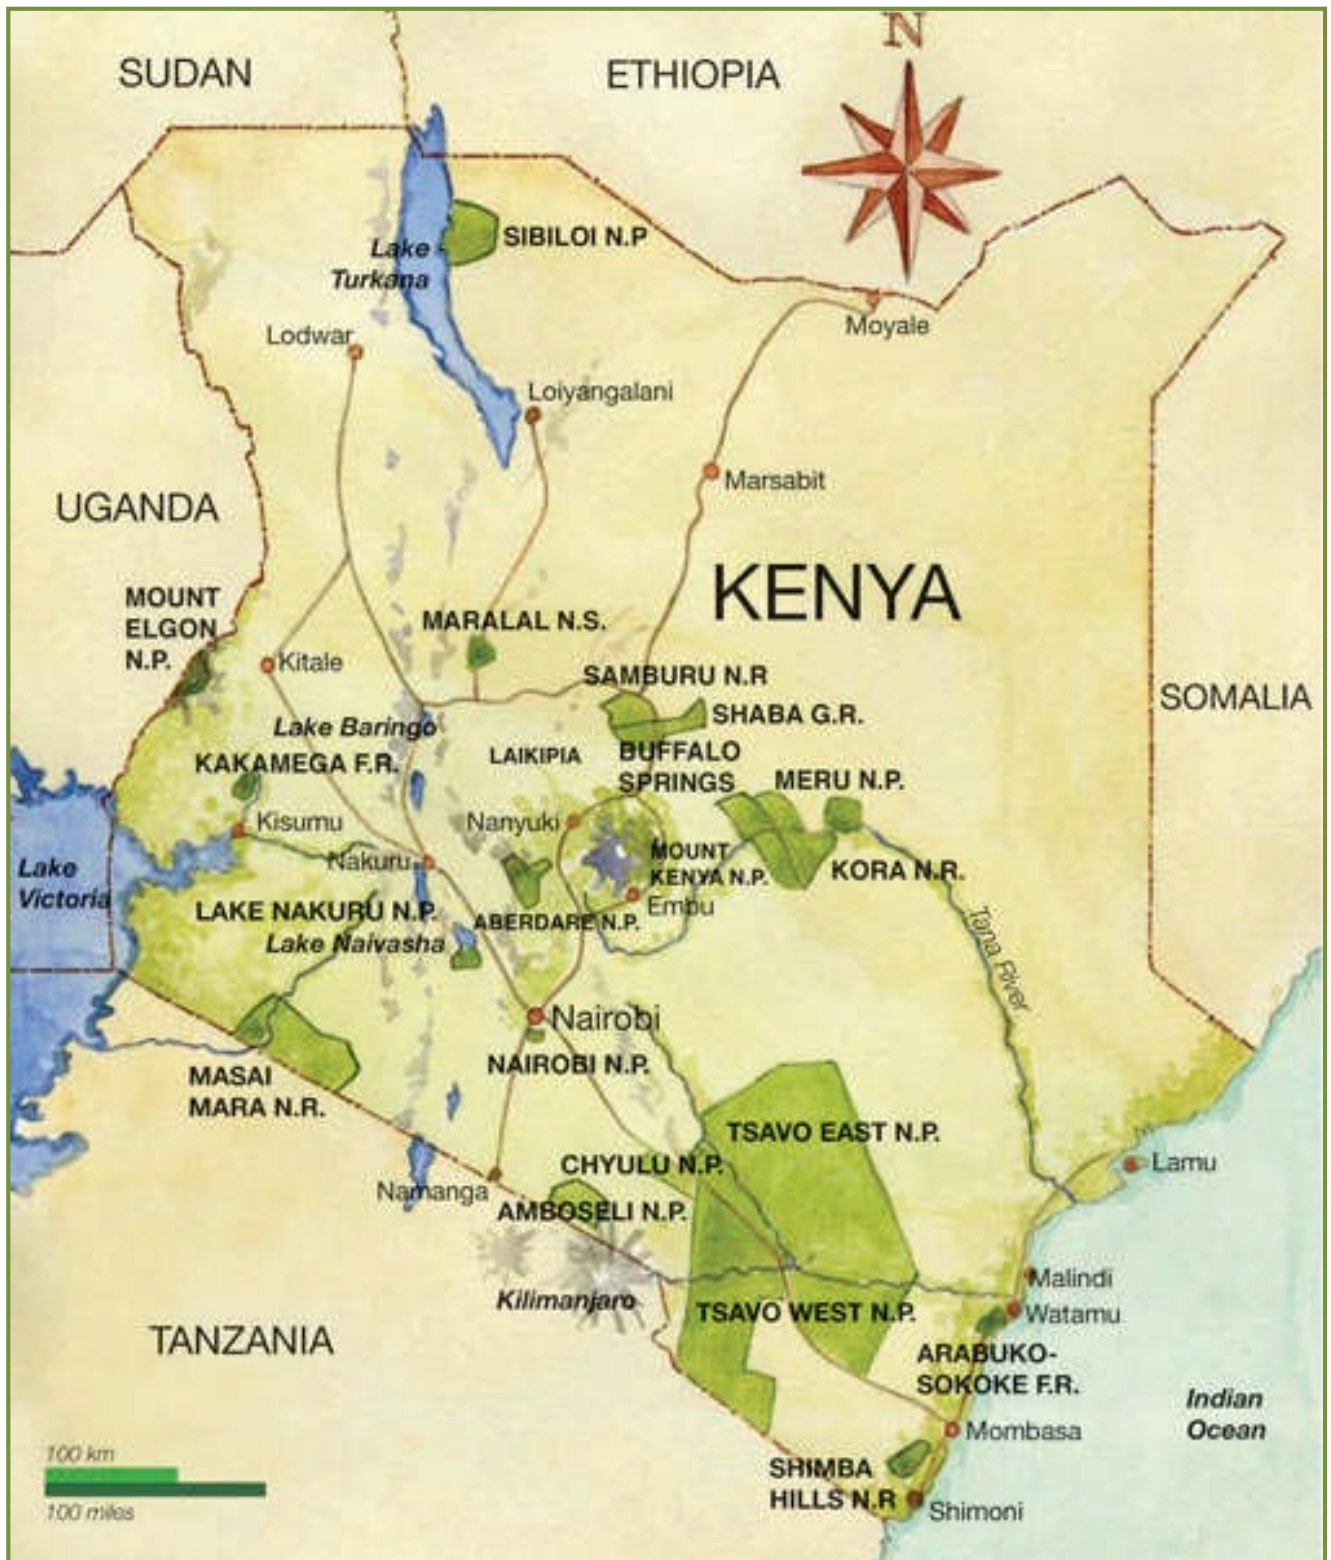 N
SUDAN
ETHIOPIA
SIBILOI N.P
Lake
Turkana
Moyale
Lodwar
Loiyangalani
Marsabit
UGANDA
KENYA
MOUNT
ELGON
N.P.
MARALAL N.S.
Kitale
SAMBURU N.R
SOMALIA
SHABA G.R.
Lake Baringo
LAIKIPIA
BUFFALO
SPRINGS
KAKAMEGA F.R.
MERU N.P.
Kisumu
Nanyuki
Nakuru
MOUNT
KENYA N.P.
Lake
Victoria
KORA N.R.
Embu
LAKE NAKURU N.P.
ABERDARE N.P.
Lake Naivasha
Tana River
Nairobi
NAIROBI N.P.
MASAI
MARA N.R.
TSAVO EAST N.P.
CHYULU N.P.
Lamu
Namanga
AMBOSELI N.P.
Malindi
Kilimanjaro
TSAVO WEST N.P.
Watamu
TANZANIA
ARABUKO-
SOKOKE F.R.
Indian
Ocean
Mombasa
100 km
100 miles
SHIMBA
HILLS N.R
Shimoni